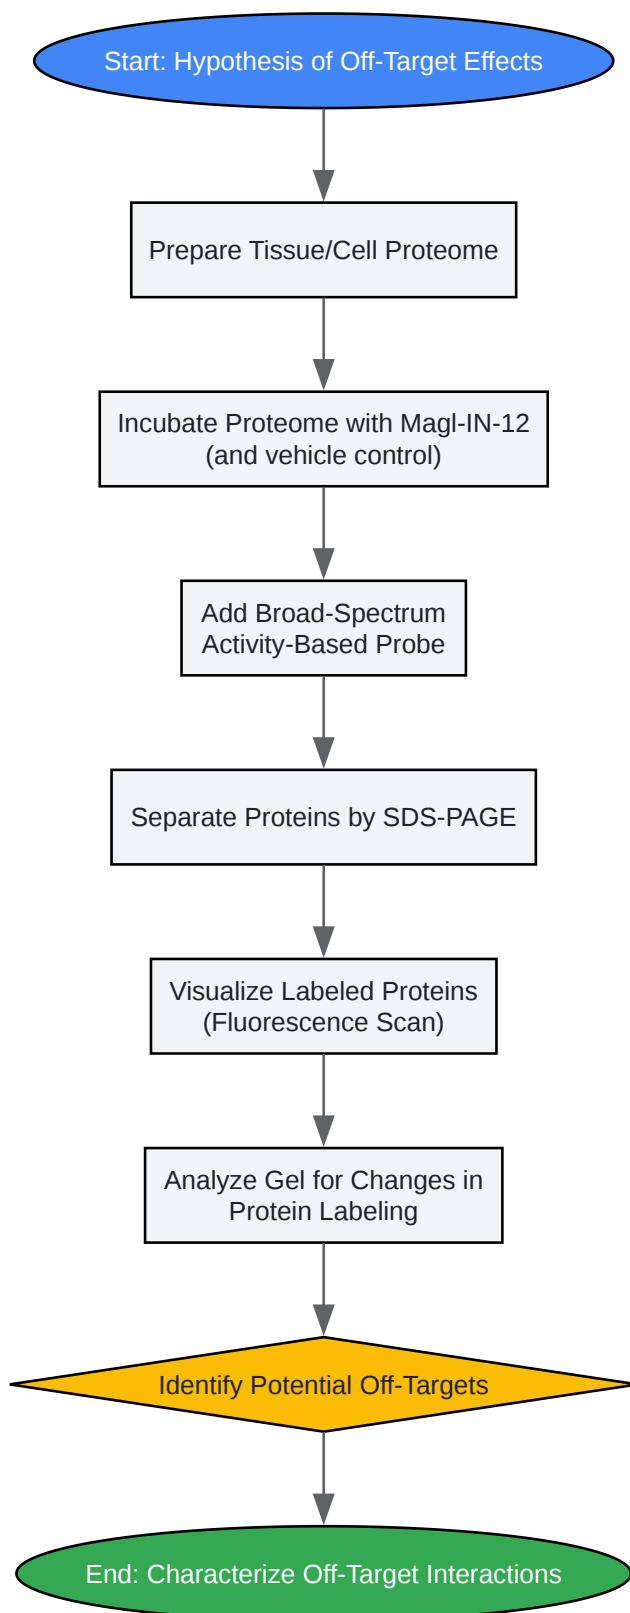 Start: Hypothesis of Off-Target Effects
Prepare Tissue/Cell Proteome
Incubate Proteome with Magl-IN-12
(and vehicle control)
Add Broad-Spectrum
Activity-Based Probe
Separate Proteins by SDS-PAGE
Visualize Labeled Proteins
(Fluorescence Scan)
Analyze Gel for Changes in
Protein Labeling
Identify Potential Off-Targets
End: Characterize Off-Target Interactions